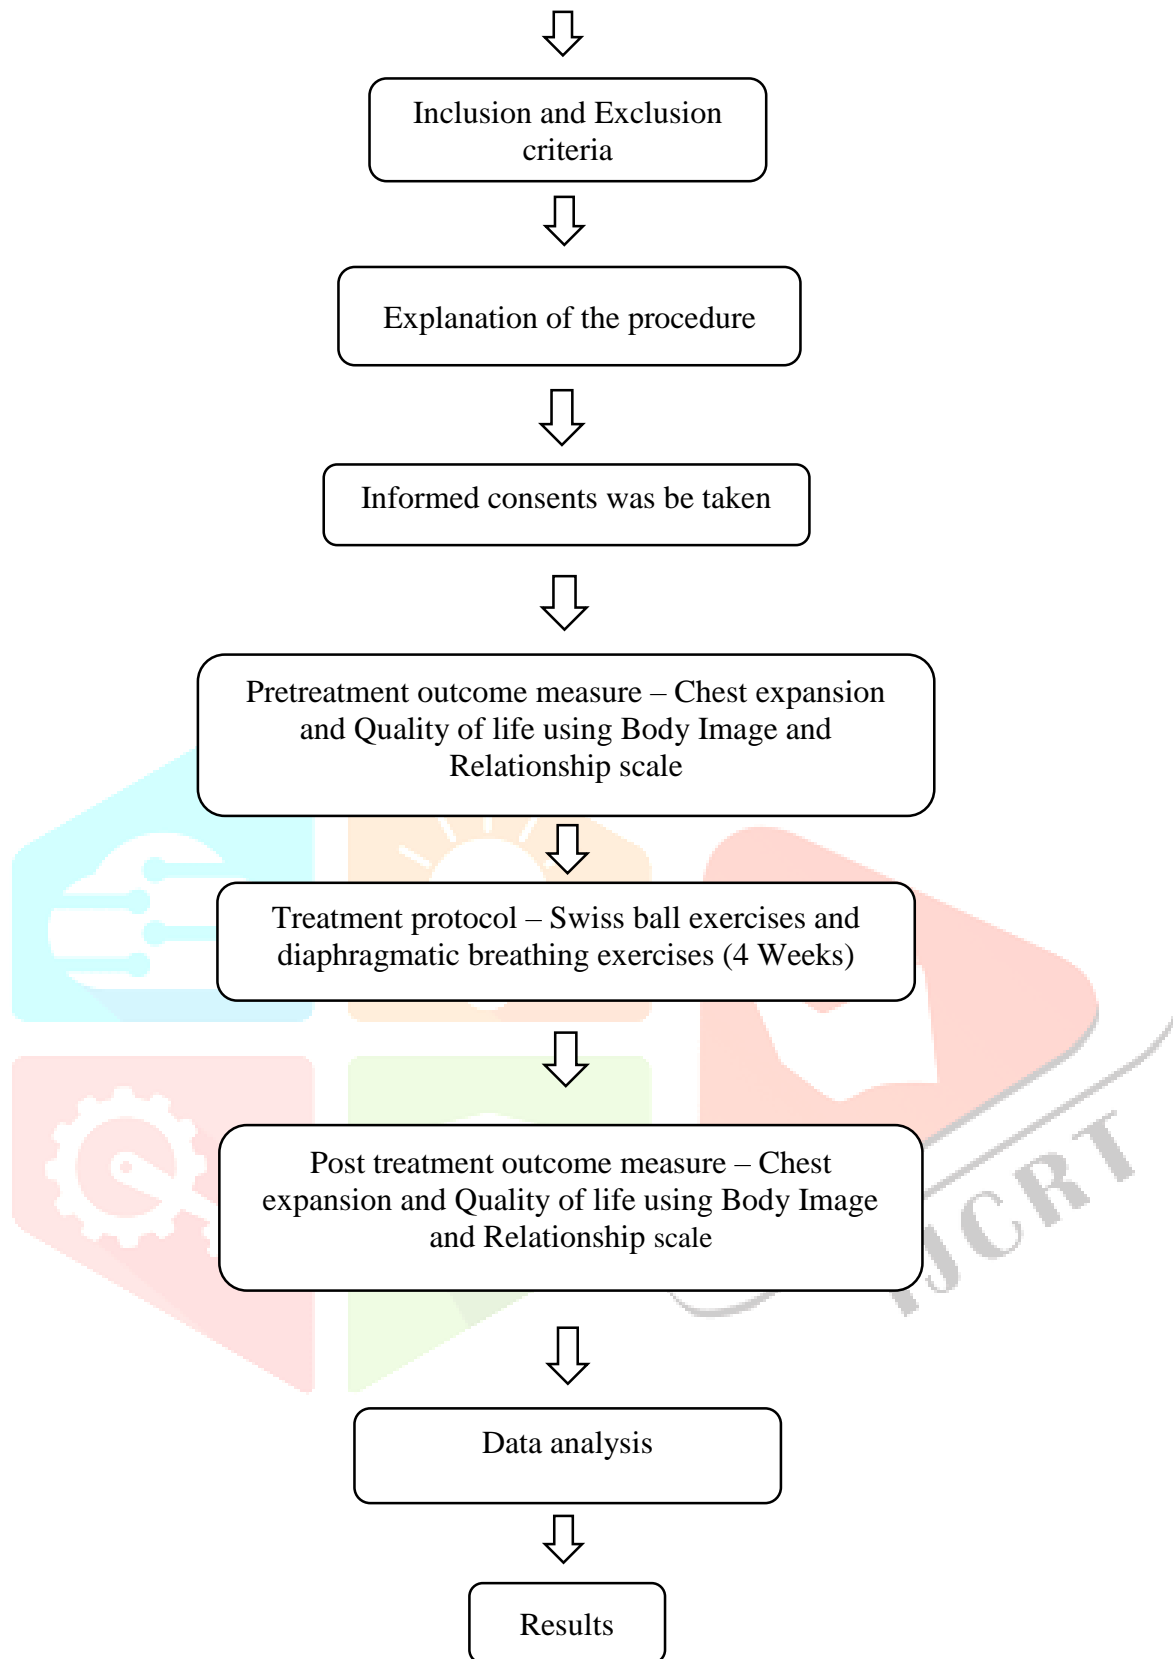 Inclusion and Exclusion
criteria
Explanation of the procedure
Informed consents was be taken
Pretreatment outcome measure – Chest expansion
and Quality of life using Body Image and
Relationship scale
Treatment protocol – Swiss ball exercises and
diaphragmatic breathing exercises (4 Weeks)
Post treatment outcome measure – Chest
expansion and Quality of life using Body Image
and Relationship scale
IJCRT
Data analysis
Results